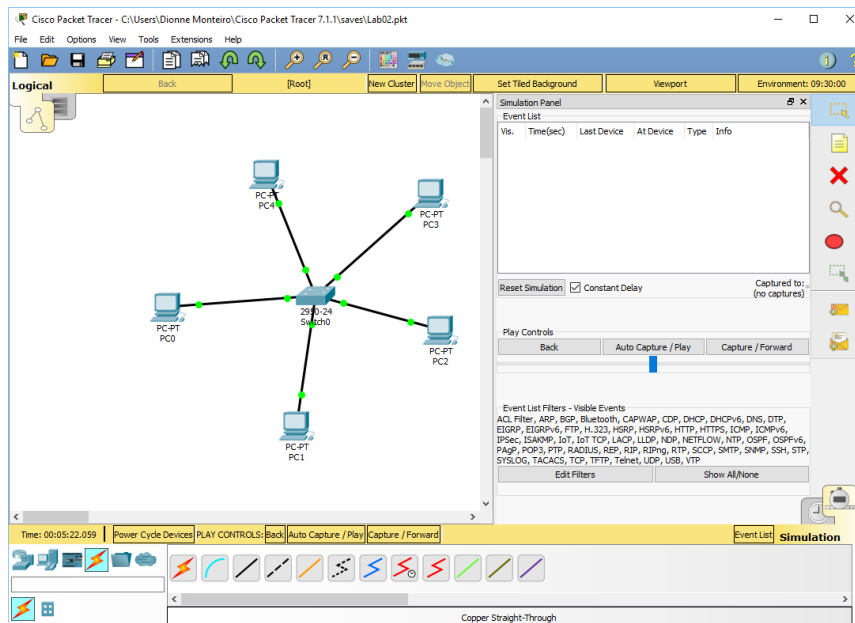 Cisco Packet Tracer - C:\Users\Dionne Monteiro\Cisco Packet Tracer 7.1.1\saves\Lab02.pkt
File Edit Options View Tools Extensions Help
Logical Back [Root] New Cluster Move Object Set Tiled Background Viewport Environment: 09:30:00
Simulation Panel
Event List
Vis. Time(sec) Last Device At Device Type Info
PC-PT
PC4
PC-PT
PC3
2950-24
Switch0
PC-PT
PC0
PC-PT
PC2
PC-PT
PC1
Reset Simulation Constant Delay Captured to:
(no captures)
Play Controls
Back Auto Capture / Play Capture / Forward
Event List Filters - Visible Events
ACL Filter, ARP, BGP, Bluetooth, CAPWAP, CDP, DHCP, DHCPv6, DNS, DTP,
EIGRP, EIGRPv6, FTP, H.323, HSRP, HSRPv6, HTTP, HTTPS, ICMP, ICMPv6,
IPSec, ISAKMP, IoT, IoT TCP, LACP, LLDP, NDP, NETFLOW, NTP, OSPF, OSPFv6,
PAgP, POP3, PTP, RADIUS, REP, RIP, RIPng, RTP, SCCP, SMTP, SNMP, SSH, STP,
SYSLOG, TACACS, TCP, TFTP, Telnet, UDP, USB, VTP
Edit Filters Show All/None
Time: 00:05:22.059 Power Cycle Devices PLAY CONTROLS: Back Auto Capture / Play Capture / Forward Event List Simulation
Copper Straight-Through